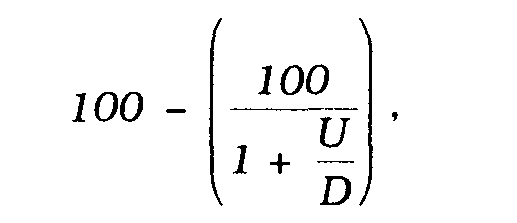 100 - ( 100 / (1 + U/D) ),